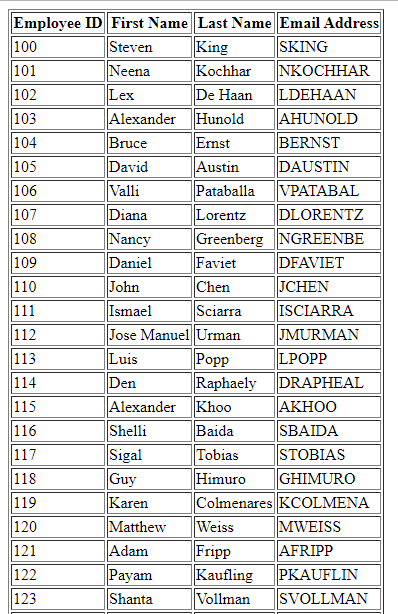 Employee ID First Name Last Name Email Address
100 Steven King SKING
101 Neena Kochhar NKOCHHAR
102 Lex De Haan LDEHAAN
103 Alexander Hunold AHUNOLD
104 Bruce Ernst BERNST
105 David Austin DAUSTIN
106 Valli Pataballa VPATABAL
107 Diana Lorentz DLORENTZ
108 Nancy Greenberg NGREENBE
109 Daniel Faviet DFAVIET
110 John Chen JCHEN
111 Ismael Sciarra ISCIARRA
112 Jose Manuel Urman JMURMAN
113 Luis Popp LPOPP
114 Den Raphaely DRAPHEAL
115 Alexander Khoo AKHOO
116 Shelli Baida SBAIDA
117 Sigal Tobias STOBIAS
118 Guy Himuro GHIMURO
119 Karen Colmenares KCOLMENA
120 Matthew Weiss MWEISS
121 Adam Fripp AFRIPP
122 Payam Kaufling PKAUFLIN
123 Shanta Vollman SVOLLMAN